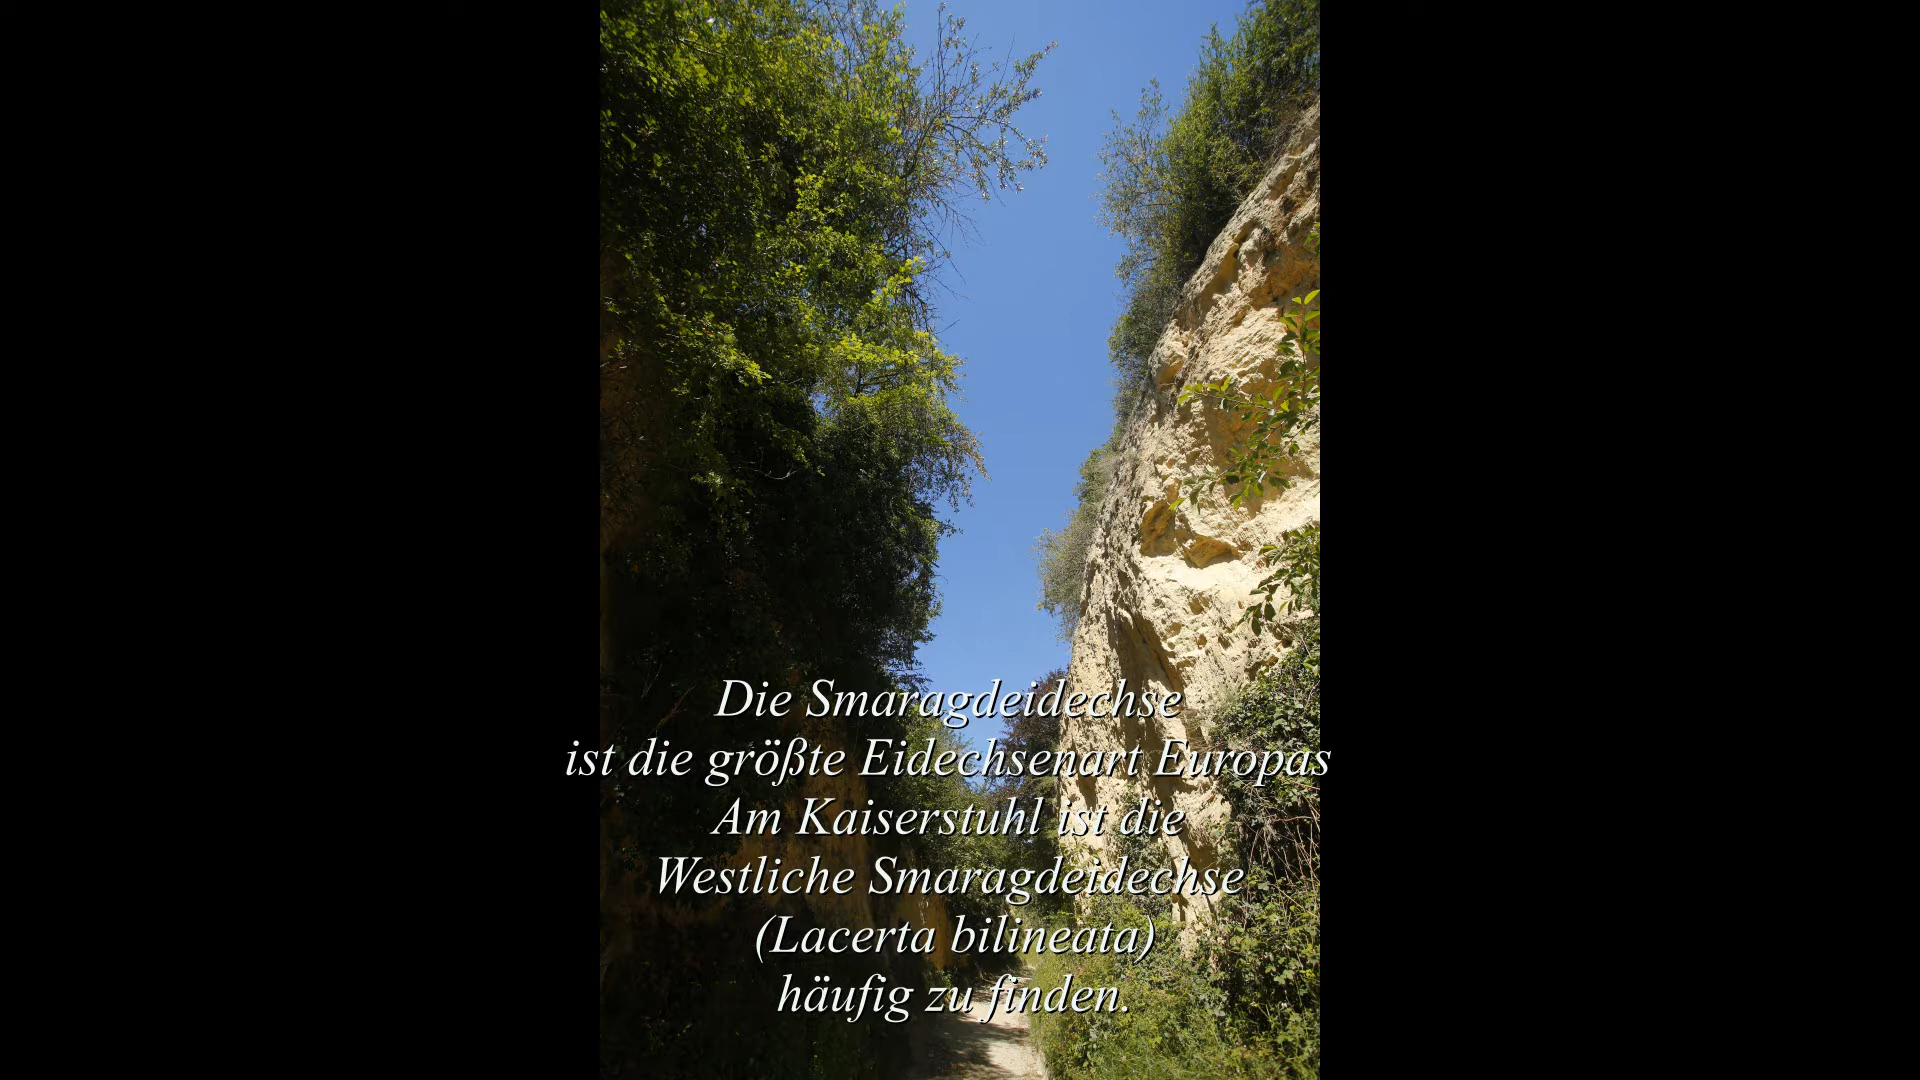 Die Smaragdeidechse
ist die größte Eidechsenart Europas
Am Kaiserstuhl ist die
Westliche Smaragdeidechse
(Lacerta bilineata)
häufig zu finden.